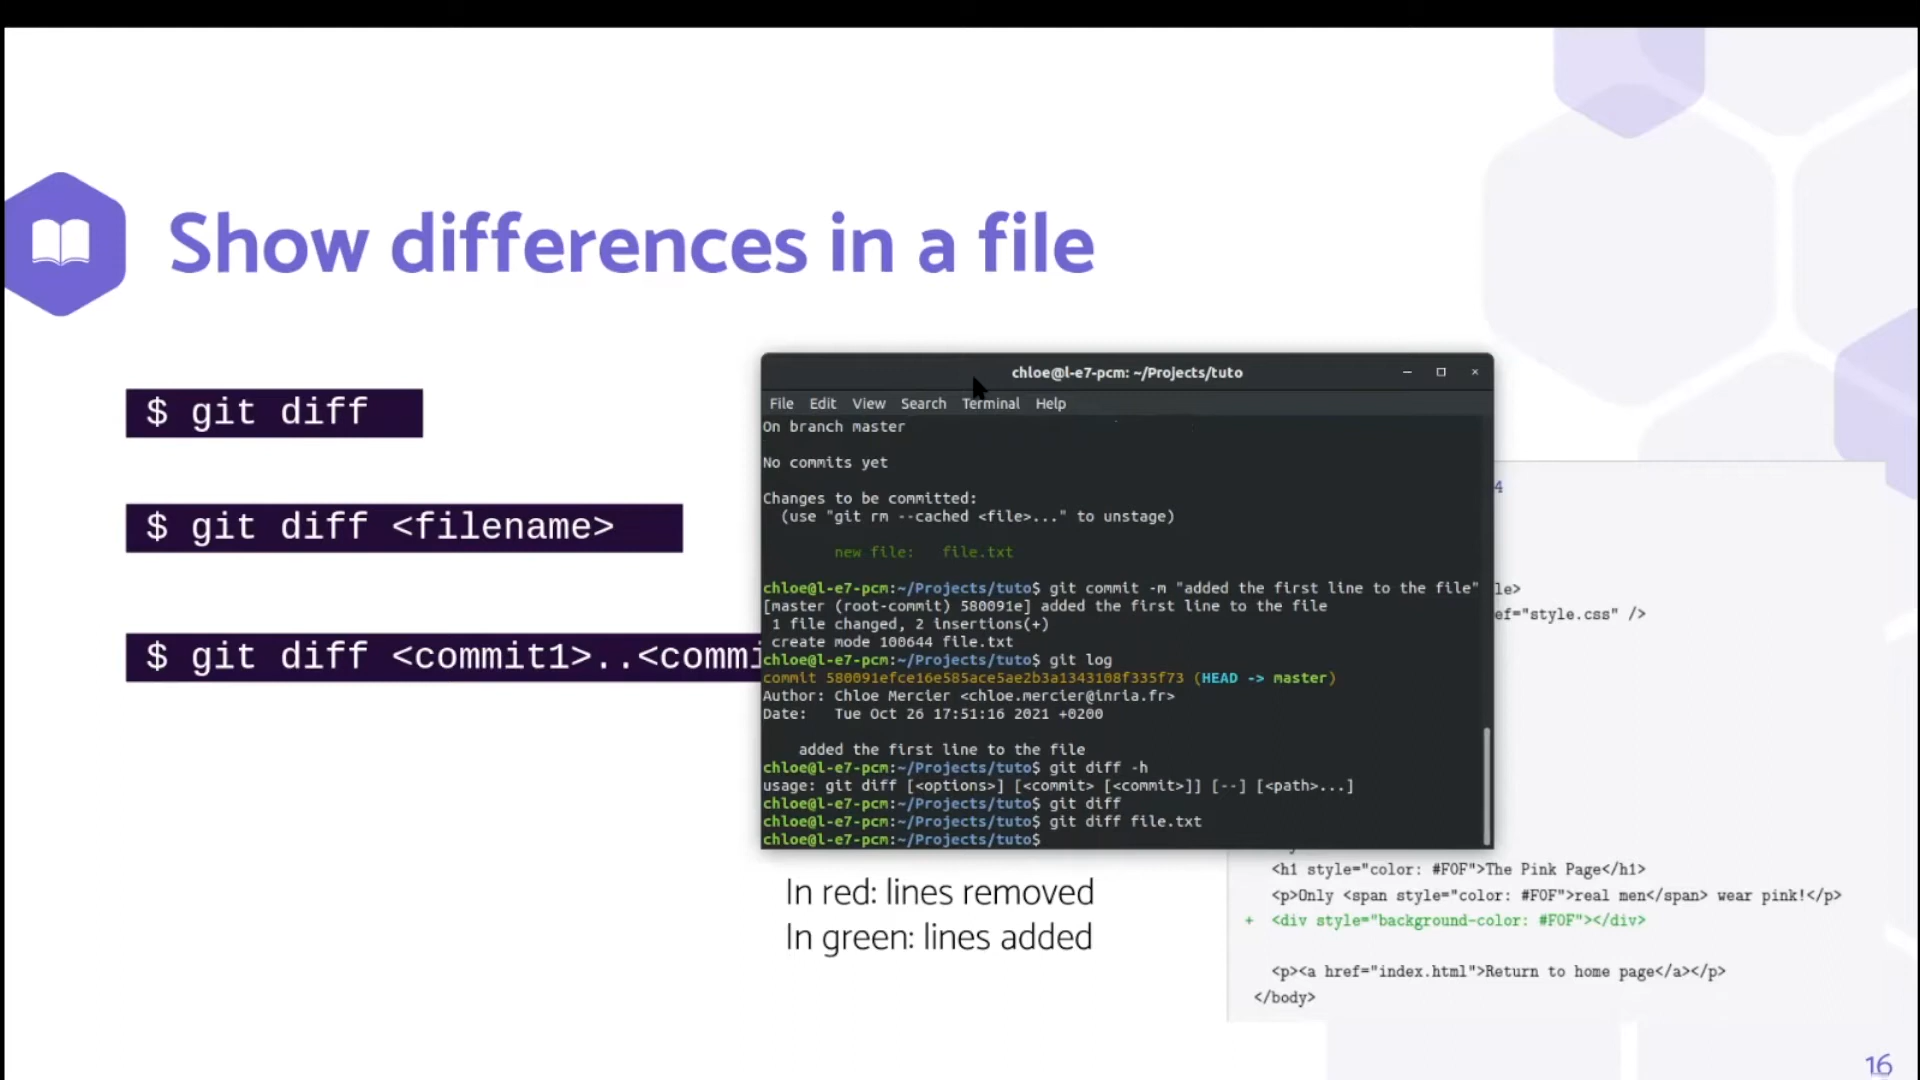 Show differences in a file
$ git diff
$ git diff <filename>
$ git diff <commit1>..<commi
chloe@l-e7-pcm: ~/Projects/tuto
File Edit View Search Terminal Help
On branch master
No commits yet
Changes to be committed:
(use "git rm --cached <file>..." to unstage)
new file: file.txt
chloe@l-e7-pcm:~/Projects/tuto$ git commit -m "added the first line to the file"
[master (root-commit) 580091e] added the first line to the file
1 file changed, 2 insertions(+)
create mode 100644 file.txt
chloe@l-e7-pcm:~/Projects/tuto$ git log
commit 580091efce16e585ace5ae2b3a1343108f335f73 (HEAD -> master)
Author: Chloe Mercier <chloe.mercier@inria.fr>
Date: Tue Oct 26 17:51:16 2021 +0200
added the first line to the file
chloe@l-e7-pcm:~/Projects/tuto$ git diff -h
usage: git diff [<options>] [<commit> [<commit>]] [--] [<path>...]
chloe@l-e7-pcm:~/Projects/tuto$ git diff
chloe@l-e7-pcm:~/Projects/tuto$ git diff file.txt
chloe@l-e7-pcm:~/Projects/tuto$
4
le>
ef="style.css" />
<h1 style="color: #F0F">The Pink Page</h1>
<p>Only <span style="color: #F0F">real men</span> wear pink!</p>
+ <div style="background-color: #F0F"></div>
<p><a href="index.html">Return to home page</a></p>
</body>
In red: lines removed
In green: lines added
16